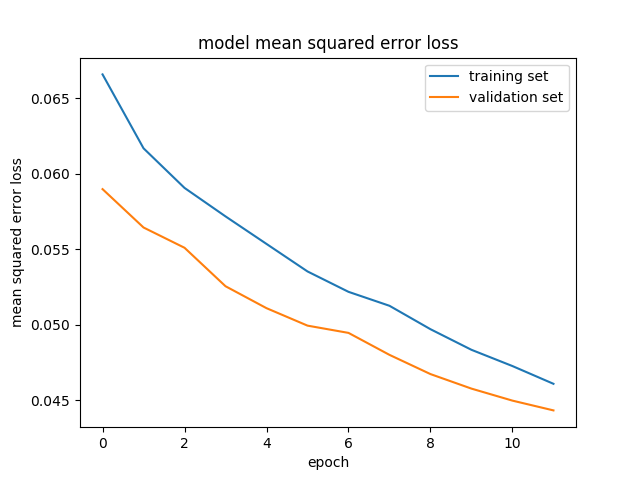 model mean squared error loss
training set
validation set
mean squared error loss
0.065
0.060
0.055
0.050
0.045
0 2 4 6 8 10
epoch